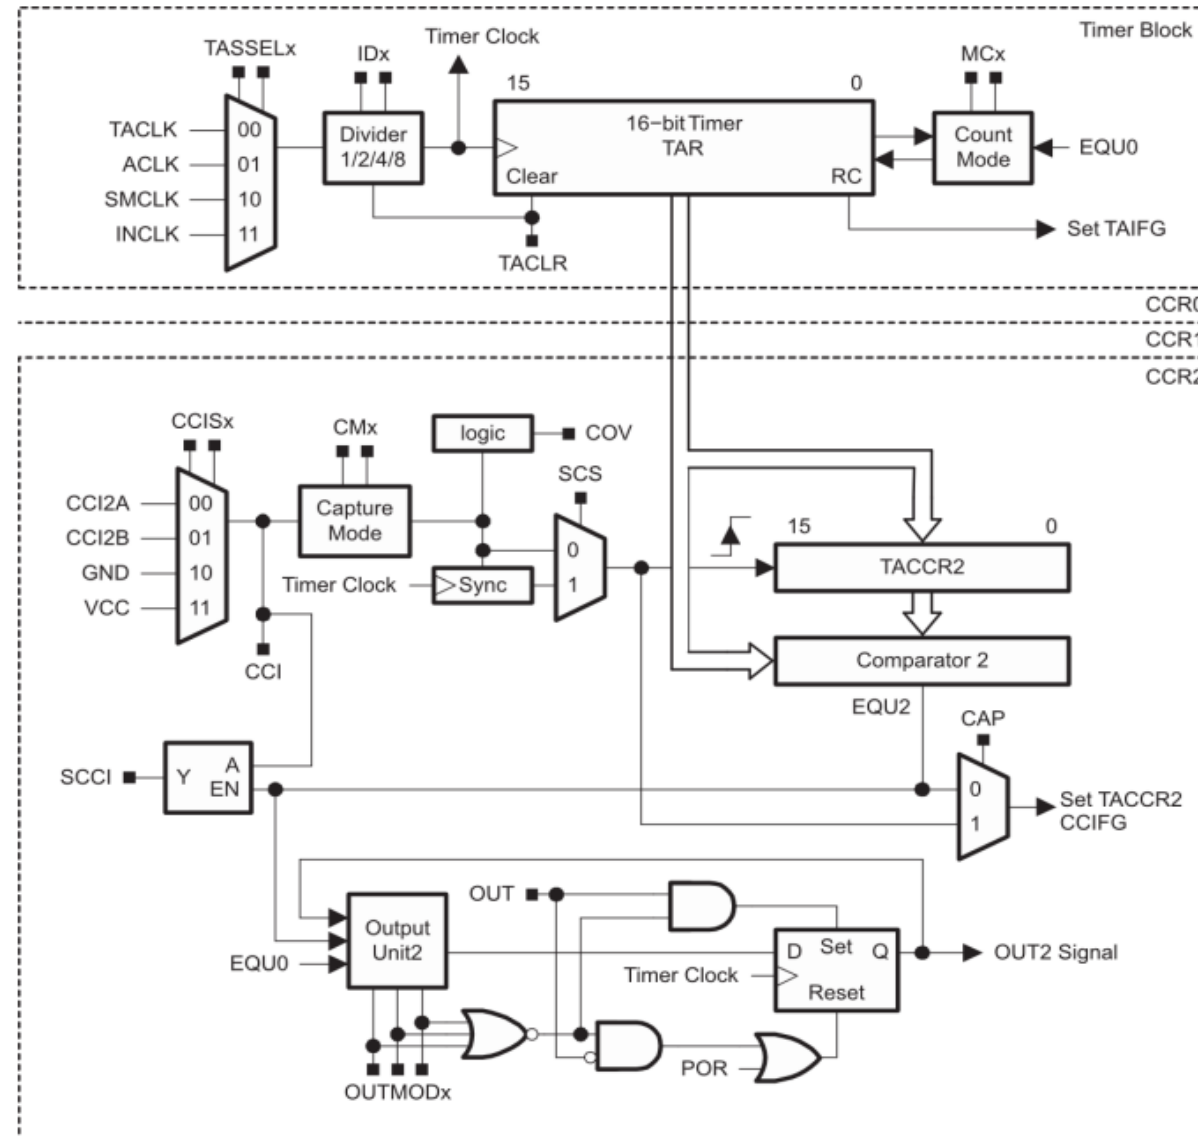 Timer Block
Timer Clock
TASSELx
IDx
MCx
15
0
TACLK
ACLK
SMCLK
INCLK
00
01
10
11
Divider
1/2/4/8
16−bit Timer
TAR
Clear
RC
Count
Mode
EQU0
Set TAIFG
TACLR
CCR0
CCR1
CCR2
CCISx
CMx
logic
COV
SCS
CCI2A
CCI2B
GND
VCC
00
01
10
11
Capture
Mode
Timer Clock
Sync
0
1
15
0
TACCR2
Comparator 2
CCI
EQU2
CAP
SCCI
Y
A
EN
0
1
Set TACCR2
CCIFG
OUT
Output
Unit2
EQU0
D
Set
Q
Timer Clock
Reset
OUT2 Signal
POR
OUTMODx